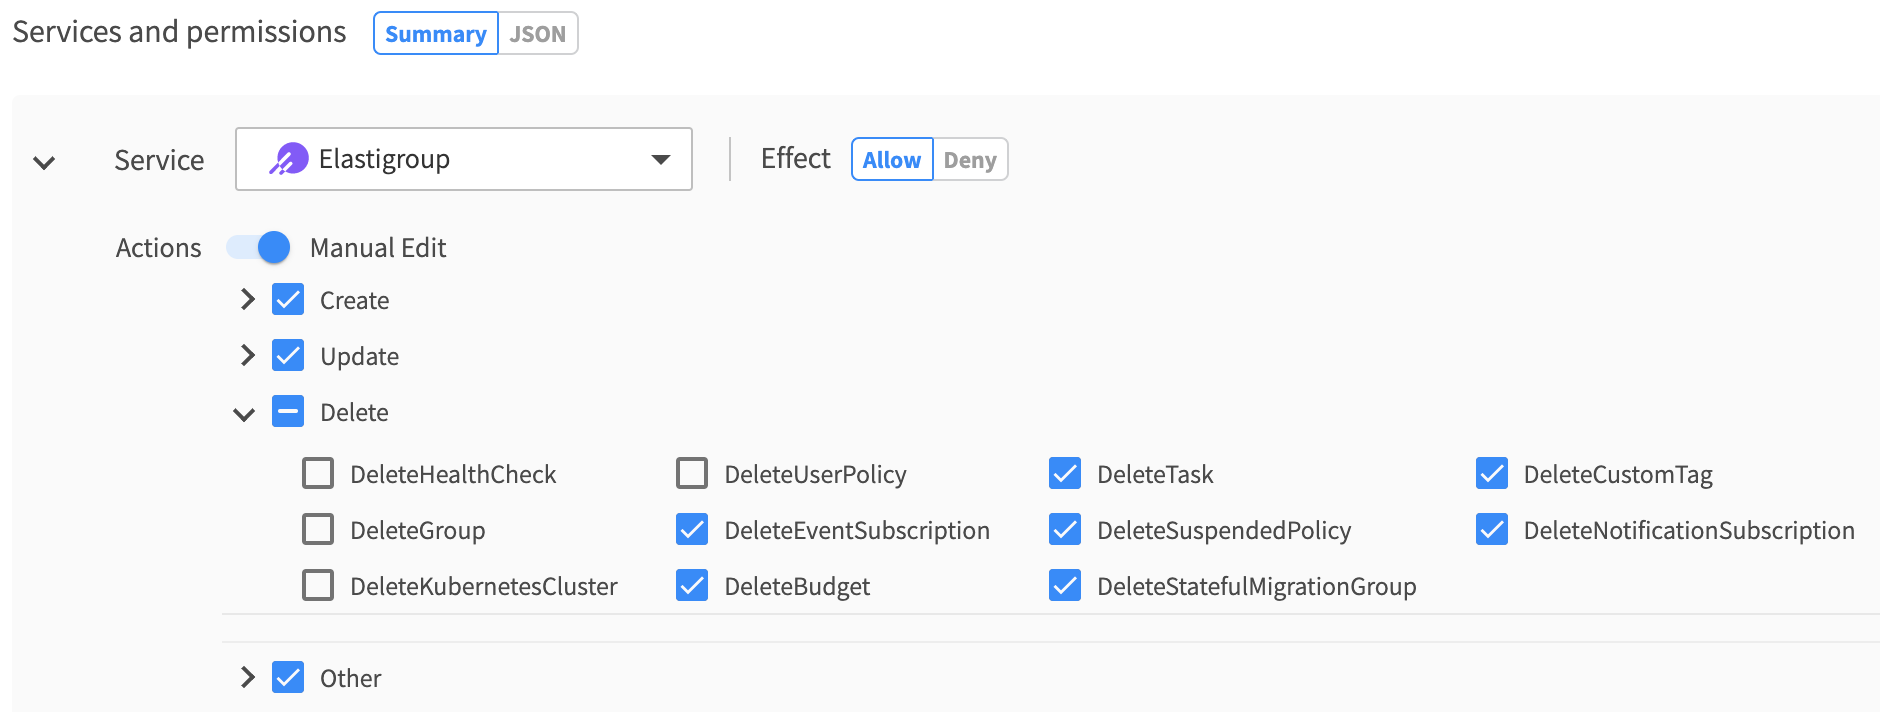 Services and permissions Summary JSON
Service Elastigroup Effect Allow Deny
Actions Manual Edit
Create
Update
Delete
DeleteHealthCheck DeleteUserPolicy DeleteTask DeleteCustomTag
DeleteGroup DeleteEventSubscription DeleteSuspendedPolicy DeleteNotificationSubscription
DeleteKubernetesCluster DeleteBudget DeleteStatefulMigrationGroup
Other